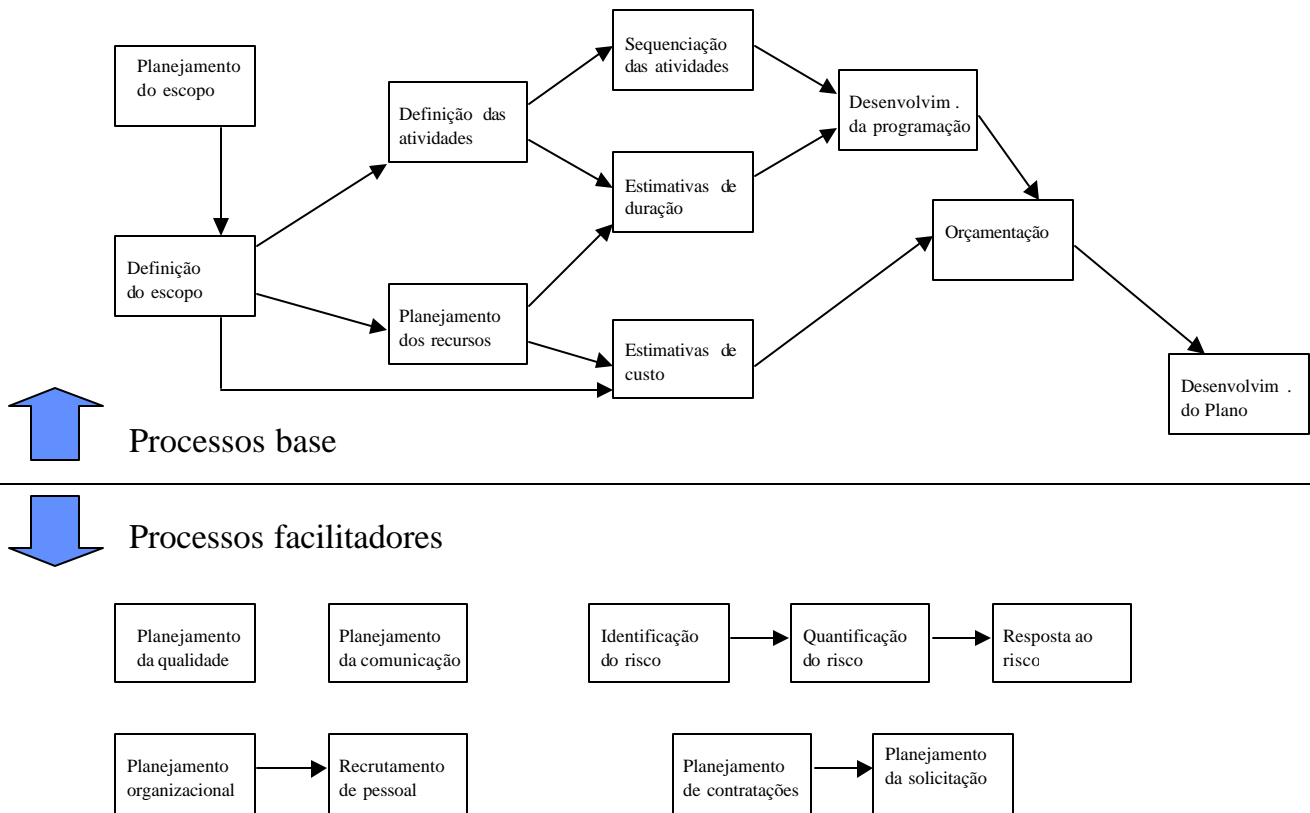 Planejamento
do escopo
Sequenciação
das atividades
Definição das
atividades
Desenvolvim .
da programação
Estimativas de
duração
Definição
do escopo
Orçamentação
Planejamento
dos recursos
Estimativas de
custo
Desenvolvim .
do Plano
Processos base
Processos facilitadores
Planejamento
da qualidade
Planejamento
da comunicação
Identificação
do risco
Quantificação
do risco
Resposta ao
risco
Planejamento
organizacional
Recrutamento
de pessoal
Planejamento
de contratações
Planejamento
da solicitação